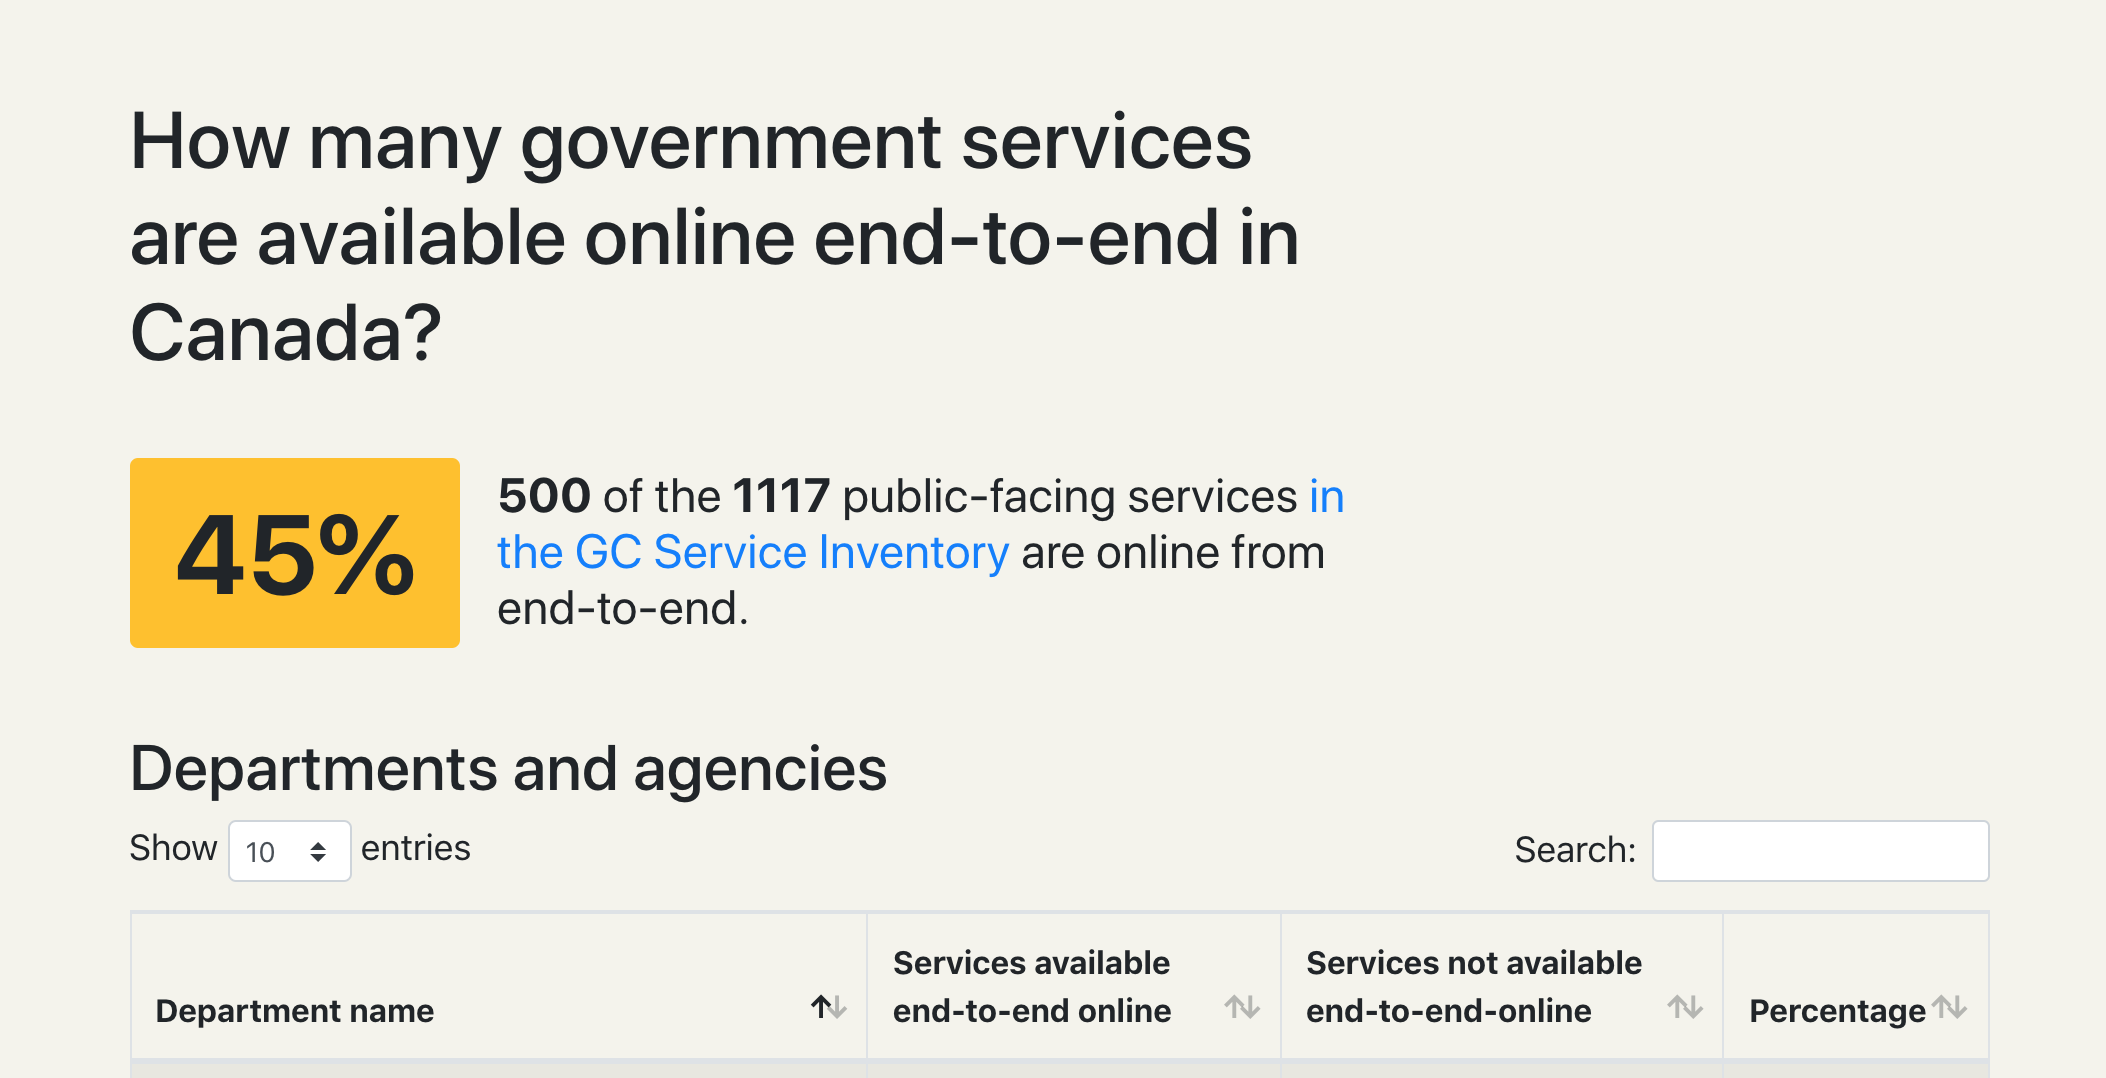 How many government services
are available online end-to-end in
Canada?
45%
500 of the 1117 public-facing services in
the GC Service Inventory are online from
end-to-end.
Departments and agencies
Show 10 entries
Search:
Department name
Services available
end-to-end online
Services not available
end-to-end-online
Percentage